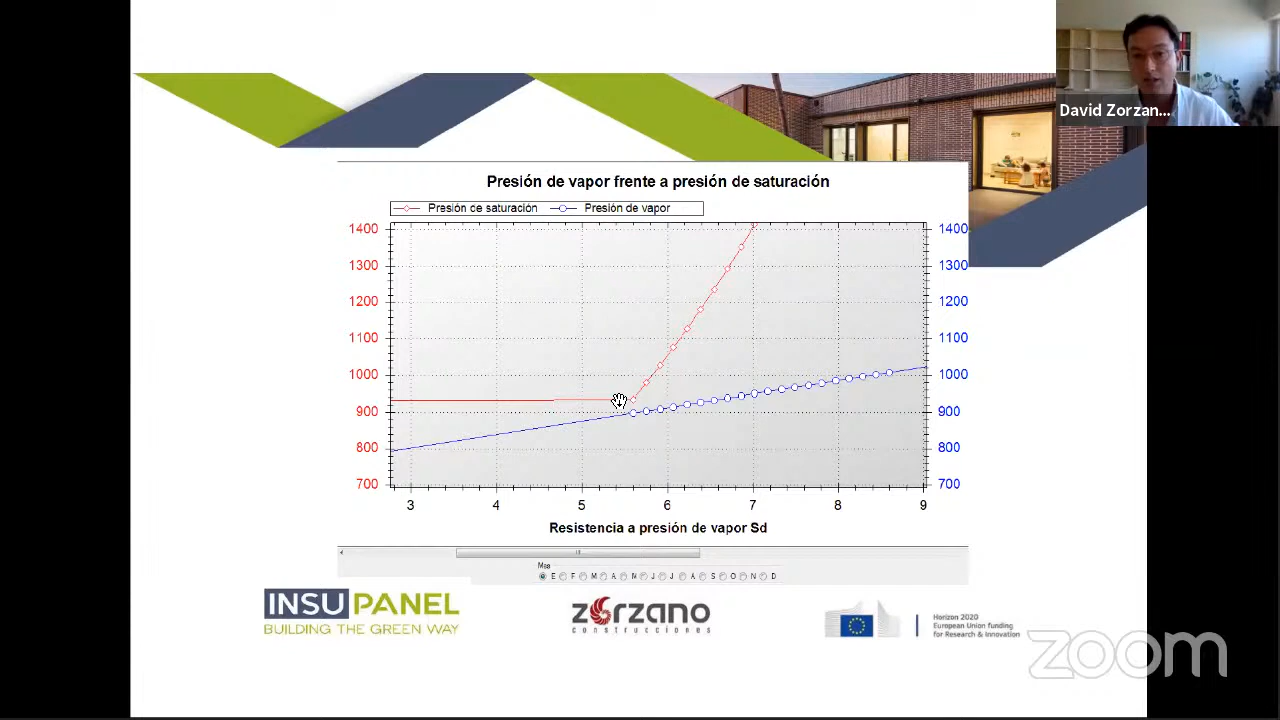 David Zorzan...
Presión de vapor frente a presión de saturación
Presión de saturación Presión de vapor
1400 1400
1300 1300
1200 1200
1100 1100
1000 1000
900 900
800 800
700 700
3 4 5 6 7 8 9
Resistencia a presión de vapor Sd
Mes
E F M A M J J A S O N D
INSUPANEL
BUILDING THE GREEN WAY
zorzano
construcciones
Horizon 2020
European Union funding
for Research & Innovation
zoom